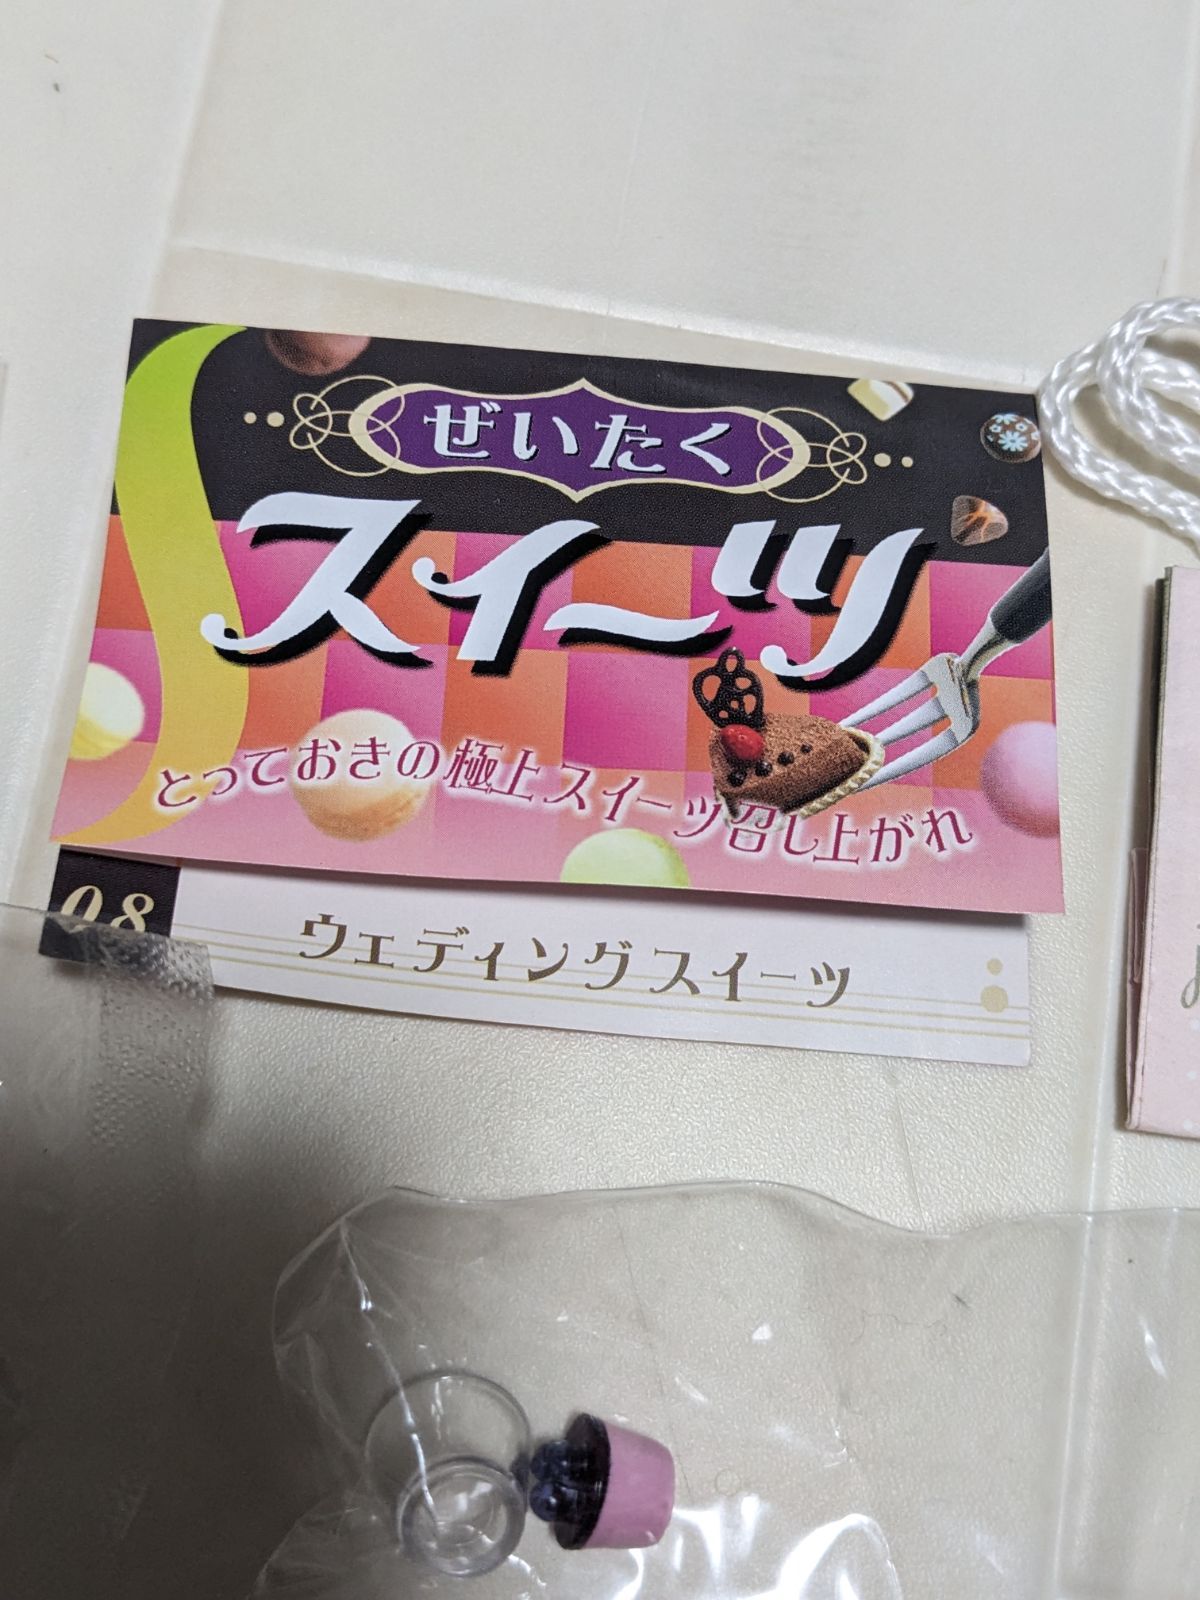 ぜいたく
スイーツ
とっておきの極上スイーツ召し上がれ
08
ウェディングスイーツ